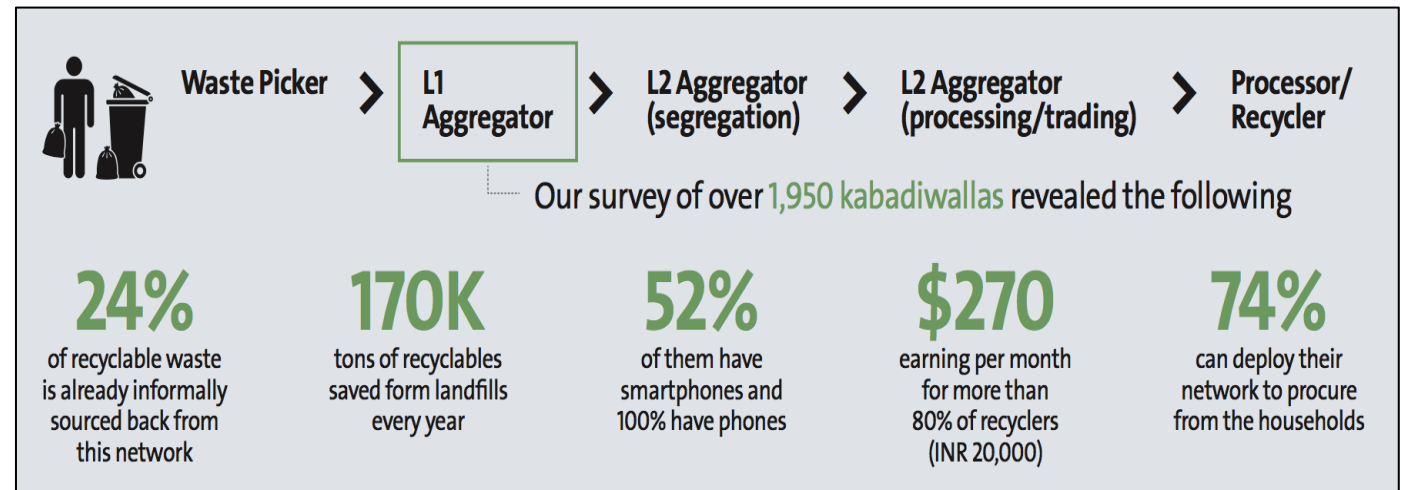 Waste Picker
L1
Aggregator
L2 Aggregator
(segregation)
L2 Aggregator
(processing/trading)
Processor/
Recycler
Our survey of over 1,950 kabadiwallas revealed the following
24%
of recyclable waste
is already informally
sourced back from
this network
170K
tons of recyclables
saved form landfills
every year
52%
of them have
smartphones and
100% have phones
$270
earning per month
for more than
80% of recyclers
(INR 20,000)
74%
can deploy their
network to procure
from the households